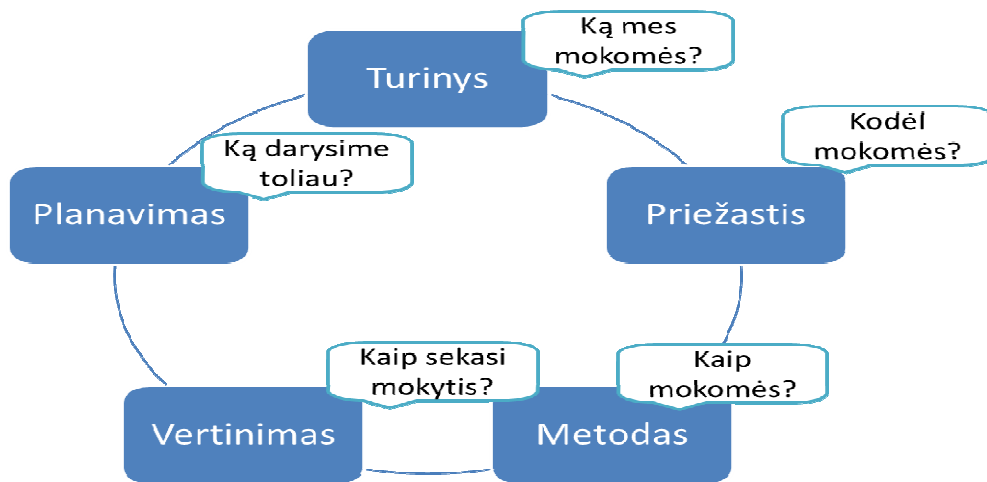 Ką mes
mokomės?
Turinys
Kodėl
mokomės?
Priežastis
Kaip
mokomės?
Metodas
Kaip sekasi
mokytis?
Vertinimas
Ką darysime
toliau?
Planavimas